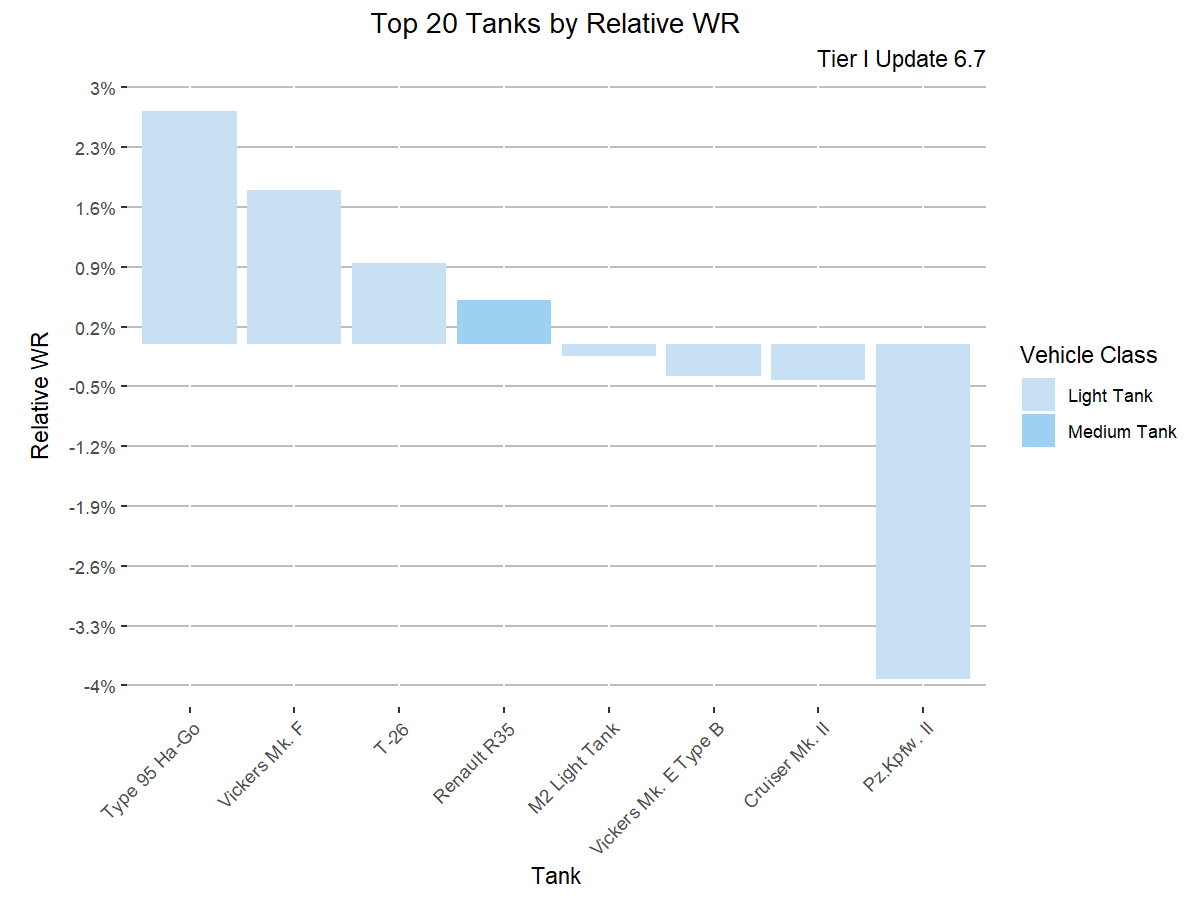 Top 20 Tanks by Relative WR
Tier I Update 6.7
3%
2.3%
1.6%
0.9%
0.2%
-0.5%
-1.2%
-1.9%
-2.6%
-3.3%
-4%
Relative WR
Type 95 Ha-Go
Vickers Mk. F
T-26
Renault R35
M2 Light Tank
Vickers Mk. E Type B
Cruiser Mk. II
Pz.Kpfw. II
Tank
Vehicle Class
Light Tank
Medium Tank